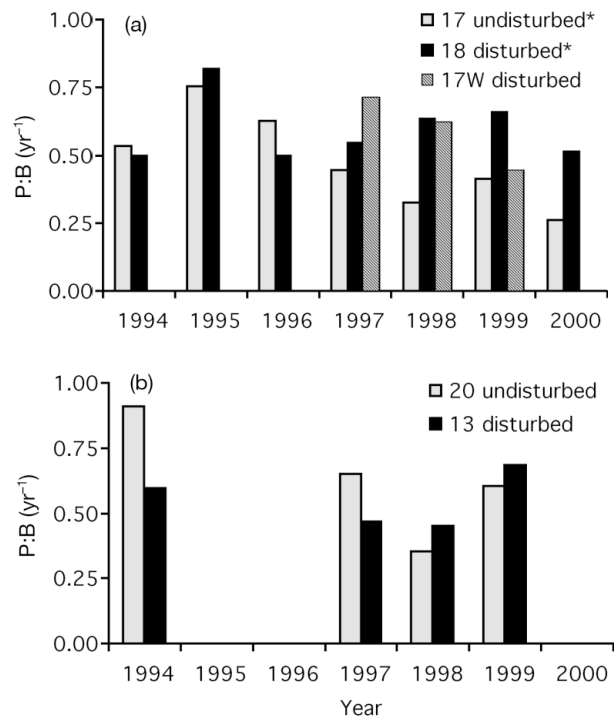 (a)
17 undisturbed*
18 disturbed*
17W disturbed
P:B (yr⁻¹)
1.00
0.75
0.50
0.25
0.00
1994 1995 1996 1997 1998 1999 2000
(b)
20 undisturbed
13 disturbed
P:B (yr⁻¹)
1.00
0.75
0.50
0.25
0.00
1994 1995 1996 1997 1998 1999 2000
Year